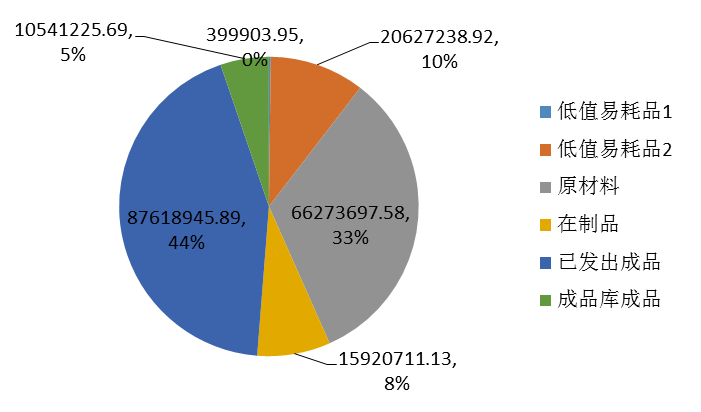 10541225.69,
5%
399903.95,
0%
20627238.92,
10%
87618945.89,
44%
66273697.58,
33%
15920711.13,
8%
低值易耗品1
低值易耗品2
原材料
在制品
已发出成品
成品库成品